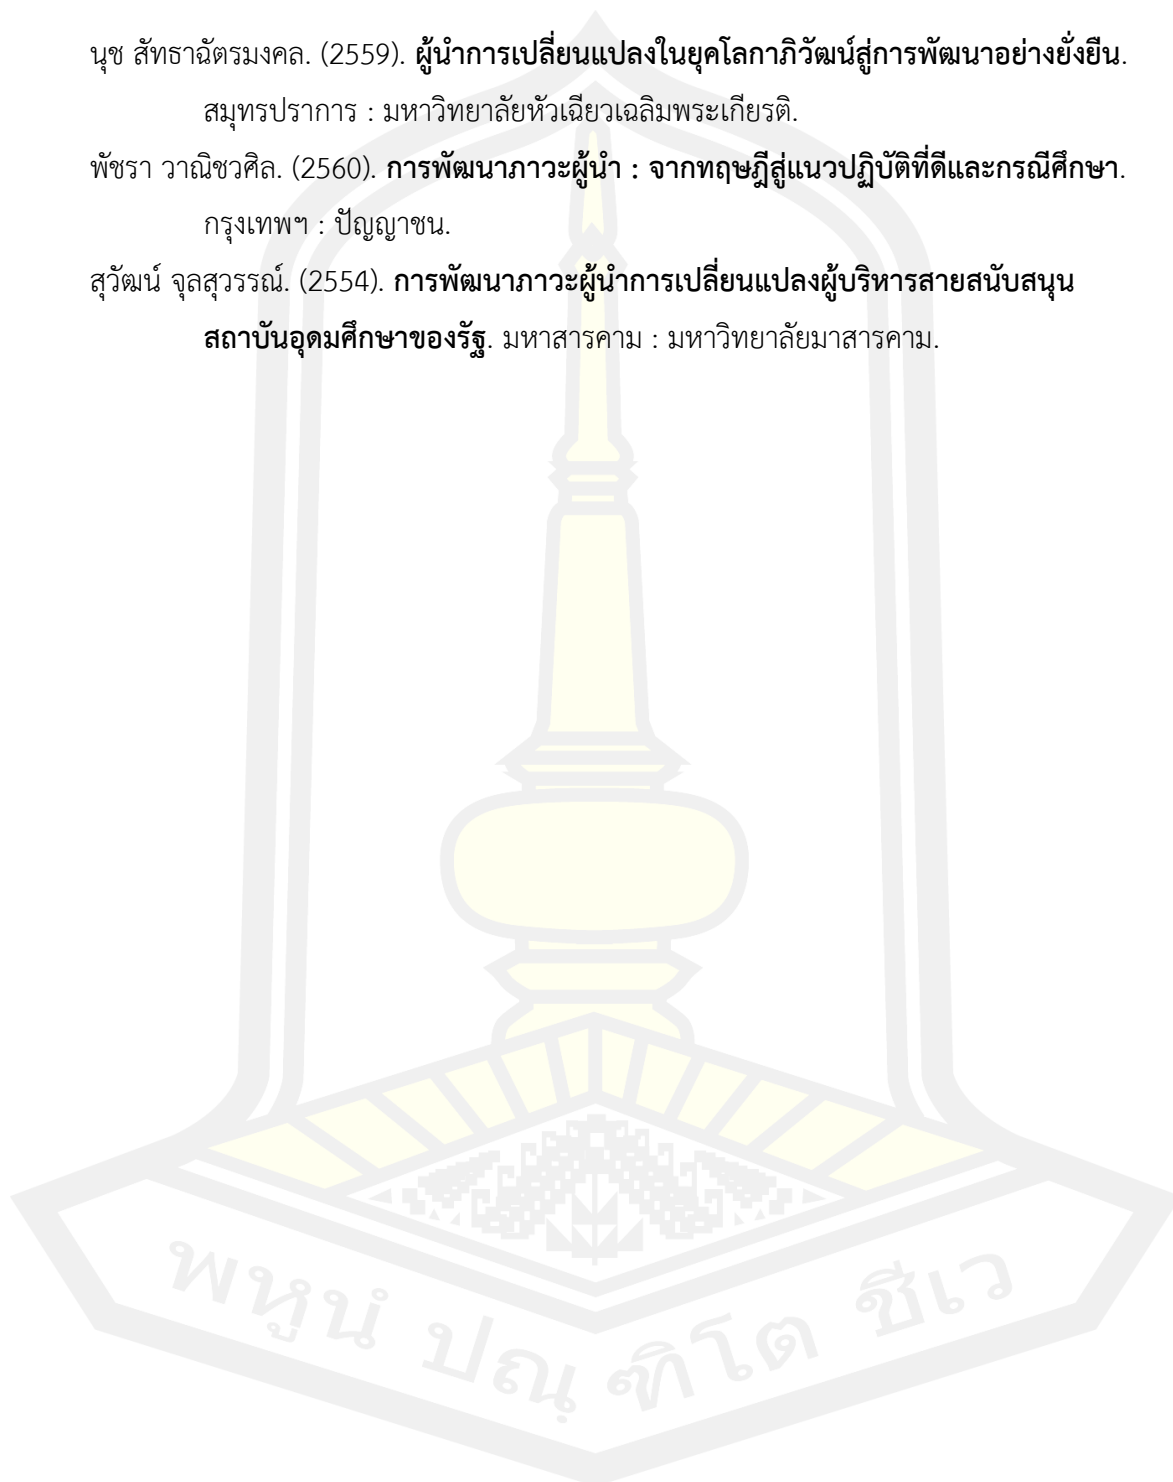 นุช สัทธาฉัตรมงคล. (2559). ผู้นำการเปลี่ยนแปลงในยุคโลกาภิวัฒน์สู่การพัฒนาอย่างยั่งยืน.
สมุทรปราการ : มหาวิทยาลัยหัวเฉียวเฉลิมพระเกียรติ.
พัชรา วาณิชวศิล. (2560). การพัฒนาภาวะผู้นำ : จากทฤษฎีสู่แนวปฏิบัติที่ดีและกรณีศึกษา.
กรุงเทพฯ : ปัญญาชน.
สุวัฒน์ จุลสุวรรณ์. (2554). การพัฒนาภาวะผู้นำการเปลี่ยนแปลงผู้บริหารสายสนับสนุน
สถาบันอุดมศึกษาของรัฐ. มหาสารคาม : มหาวิทยาลัยมาสารคาม.
พหูนํ ปณฺ ฑิโต ชีเว